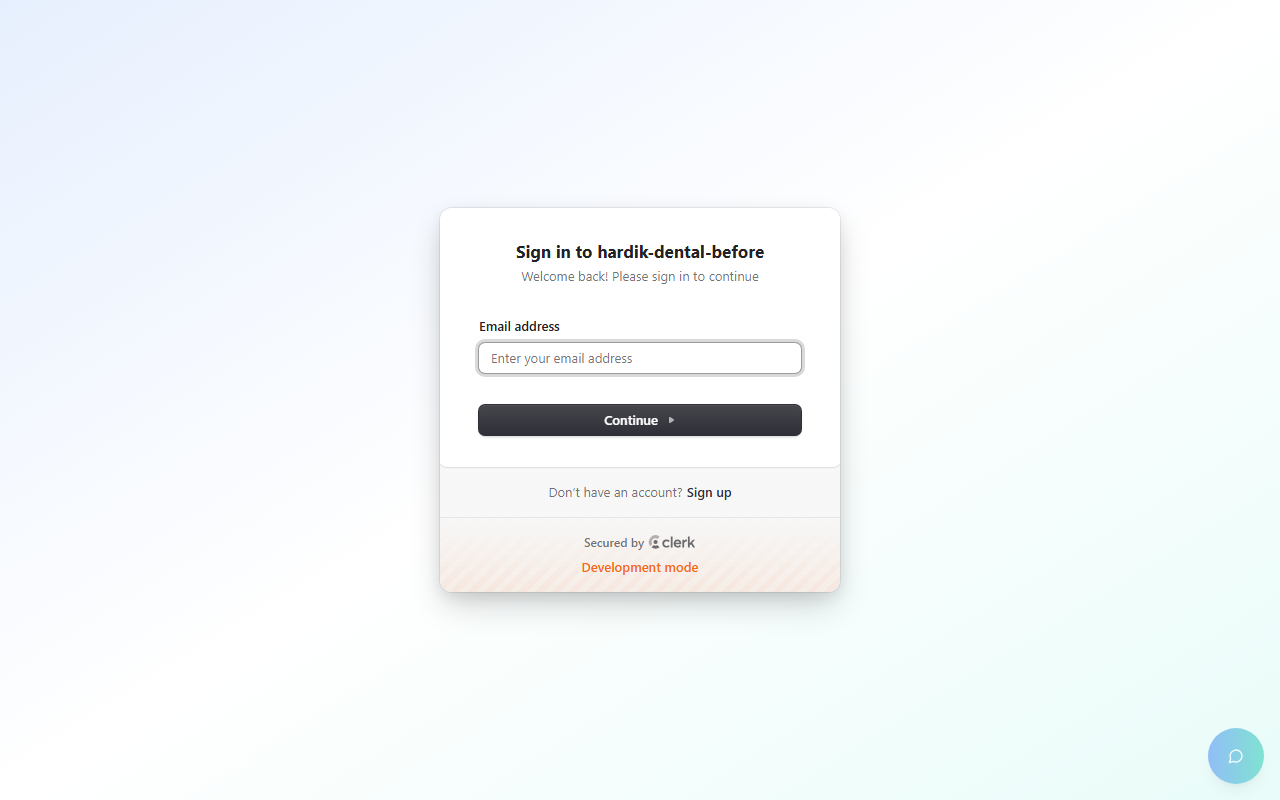 Sign in to hardik-dental-before
Welcome back! Please sign in to continue
Email address
Enter your email address
Continue
Don’t have an account? Sign up
Secured by clerk
Development mode